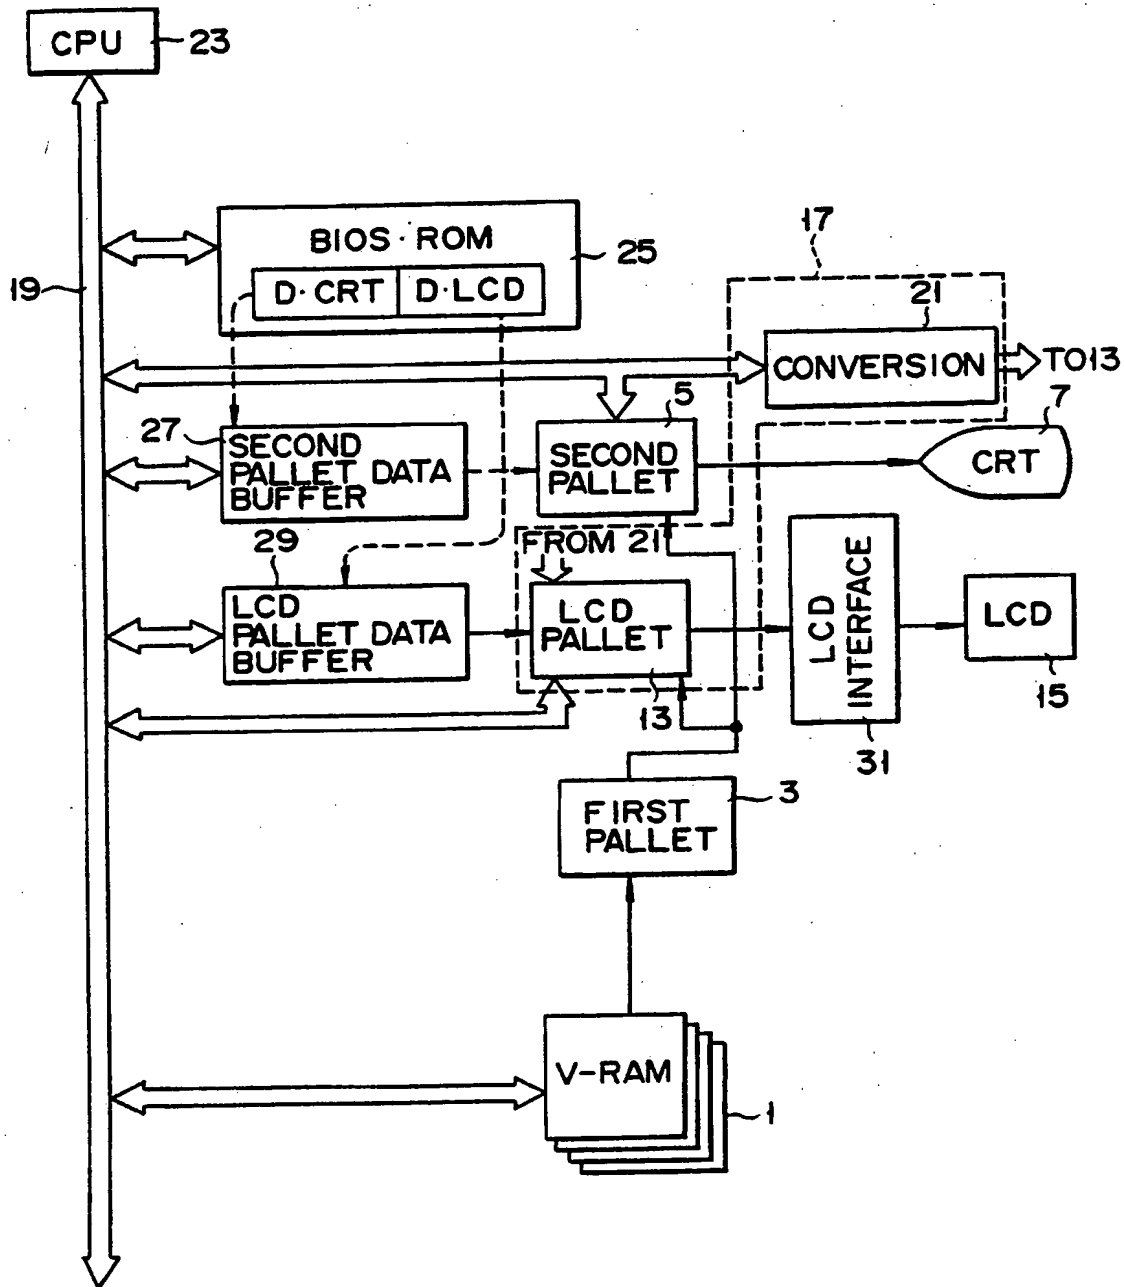 CPU
23
BIOS·ROM
D·CRT D·LCD
25
19
17
21
CONVERSION
TO13
5
SECOND
PALLET
7
CRT
27
SECOND
PALLET DATA
BUFFER
FROM 21
29
LCD
PALLET DATA
BUFFER
LCD
PALLET
13
LCD
INTERFACE
31
LCD
15
FIRST
PALLET
3
V-RAM
1